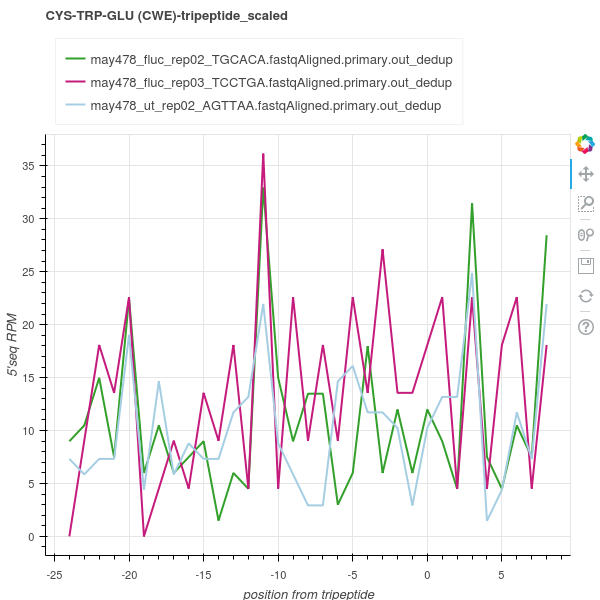 CYS-TRP-GLU (CWE)-tripeptide_scaled
may478_fluc_rep02_TGCACA.fastqAligned.primary.out_dedup
may478_fluc_rep03_TCCTGA.fastqAligned.primary.out_dedup
may478_ut_rep02_AGTTAA.fastqAligned.primary.out_dedup
35
30
25
20
15
10
5
0
5'seq RPM
-25
-20
-15
-10
-5
0
5
position from tripeptide